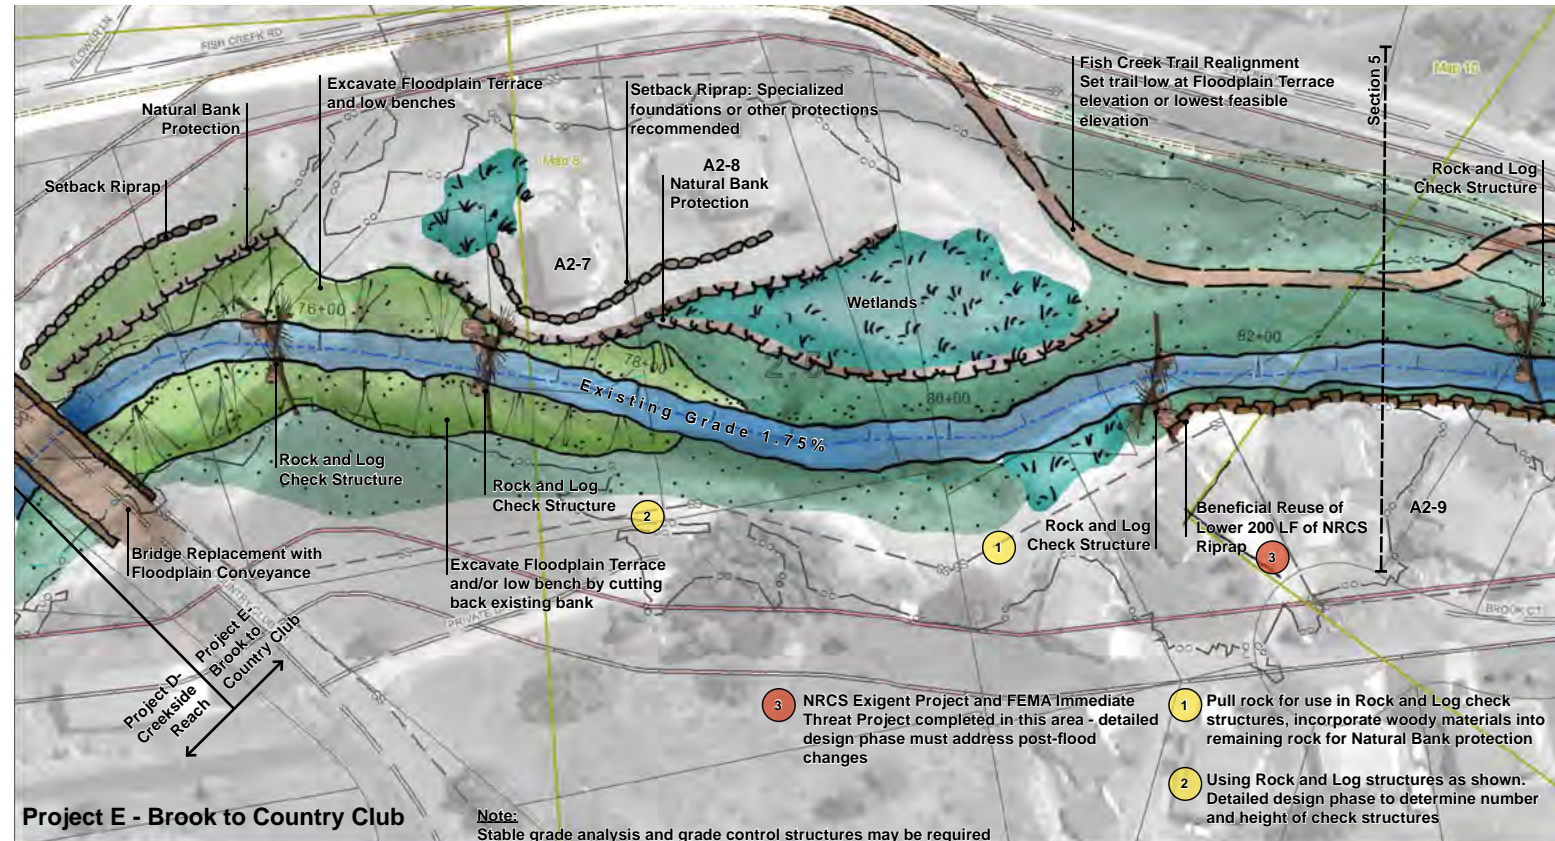 FLOWER LN
FISH CREEK RD
Map 10
Section 5
Fish Creek Trail Realignment
Set trail low at Floodplain Terrace
elevation or lowest feasible
elevation
Excavate Floodplain Terrace
and low benches
Setback Riprap: Specialized
foundations or other protections
recommended
Natural Bank
Protection
Map 8
A2-8
Natural Bank
Protection
Rock and Log
Check Structure
Setback Riprap
A2-7
Wetlands
76+00
78+00
80+00
82+00
Existing Grade 1.75%
Rock and Log
Check Structure
Rock and Log
Check Structure
Beneficial Reuse of
Lower 200 LF of NRCS
Riprap
3
A2-9
2
1
Rock and Log
Check Structure
Bridge Replacement with
Floodplain Conveyance
Excavate Floodplain Terrace
and/or low bench by cutting
back existing bank
BROOK CT
Project E-
Brook to
Country Club
Project D-
Creekside
Reach
3 NRCS Exigent Project and FEMA Immediate
Threat Project completed in this area - detailed
design phase must address post-flood
changes
1 Pull rock for use in Rock and Log check
structures, incorporate woody materials into
remaining rock for Natural Bank protection
2 Using Rock and Log structures as shown.
Detailed design phase to determine number
and height of check structures
Project E - Brook to Country Club
Note:
Stable grade analysis and grade control structures may be required